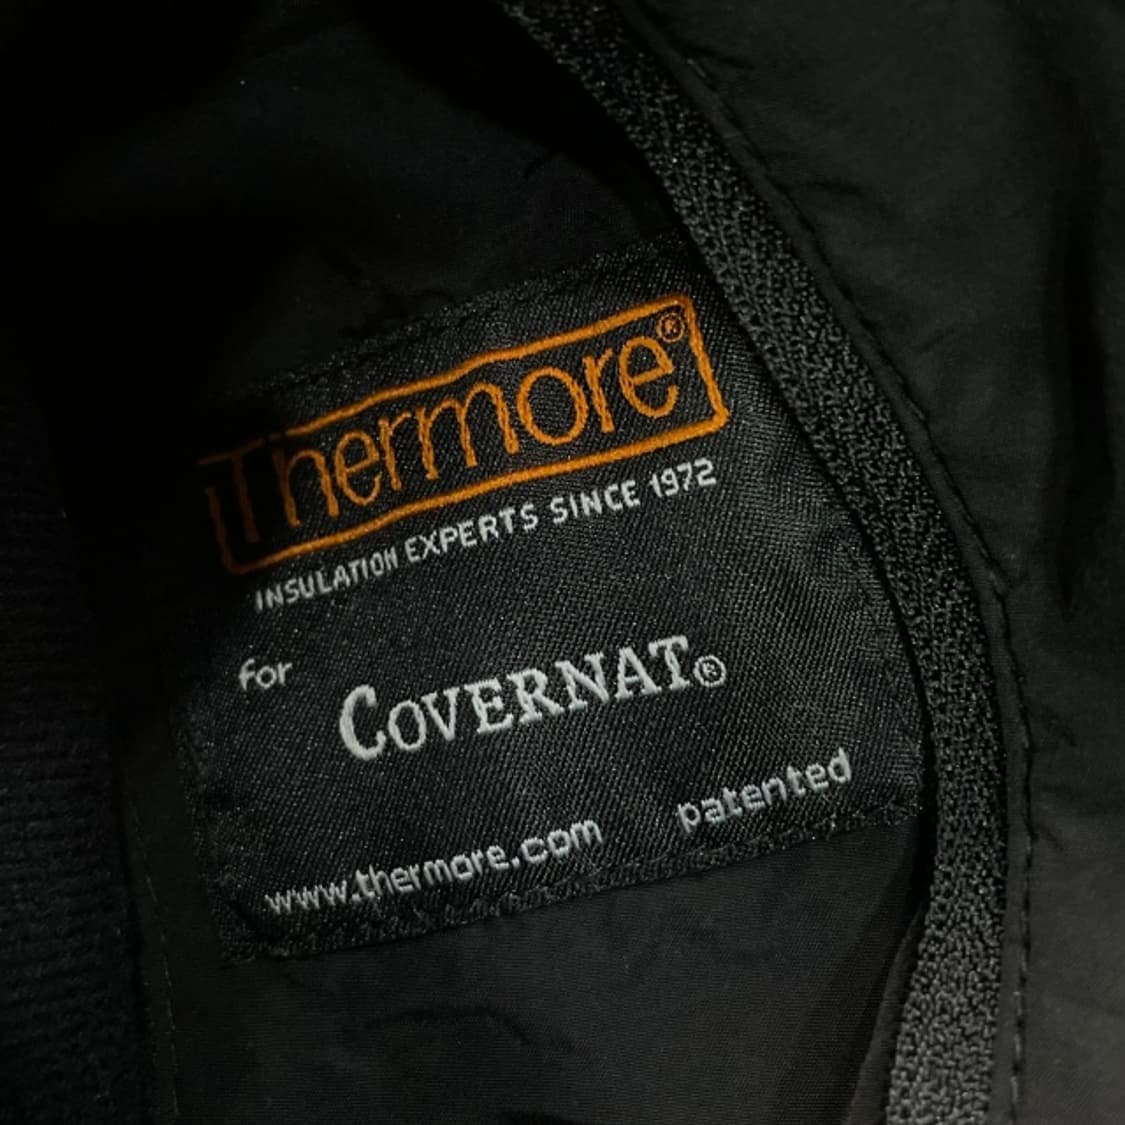 Thermore®
INSULATION EXPERTS SINCE 1972
for
COVERNAT®
www.thermore.com patented